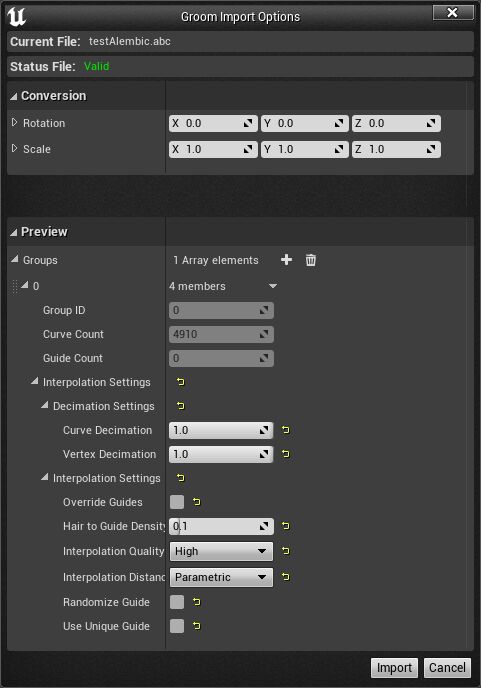 Groom Import Options
Current File: testAlembic.abc
Status File: Valid
Conversion
Rotation X 0.0 Y 0.0 Z 0.0
Scale X 1.0 Y 1.0 Z 1.0
Preview
Groups 1 Array elements
0 4 members
Group ID 0
Curve Count 4910
Guide Count 0
Interpolation Settings
Decimation Settings
Curve Decimation 1.0
Vertex Decimation 1.0
Interpolation Settings
Override Guides
Hair to Guide Density 0.1
Interpolation Quality High
Interpolation Distanc Parametric
Randomize Guide
Use Unique Guide
Import Cancel